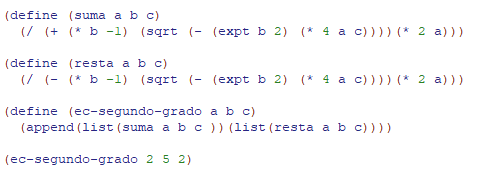 (define (suma a b c)
(/ (+ (* b -1) (sqrt (- (expt b 2) (* 4 a c))))(* 2 a)))
(define (resta a b c)
(/ (- (* b -1) (sqrt (- (expt b 2) (* 4 a c))))(* 2 a)))
(define (ec-segundo-grado a b c)
(append(list(suma a b c ))(list(resta a b c))))
(ec-segundo-grado 2 5 2)